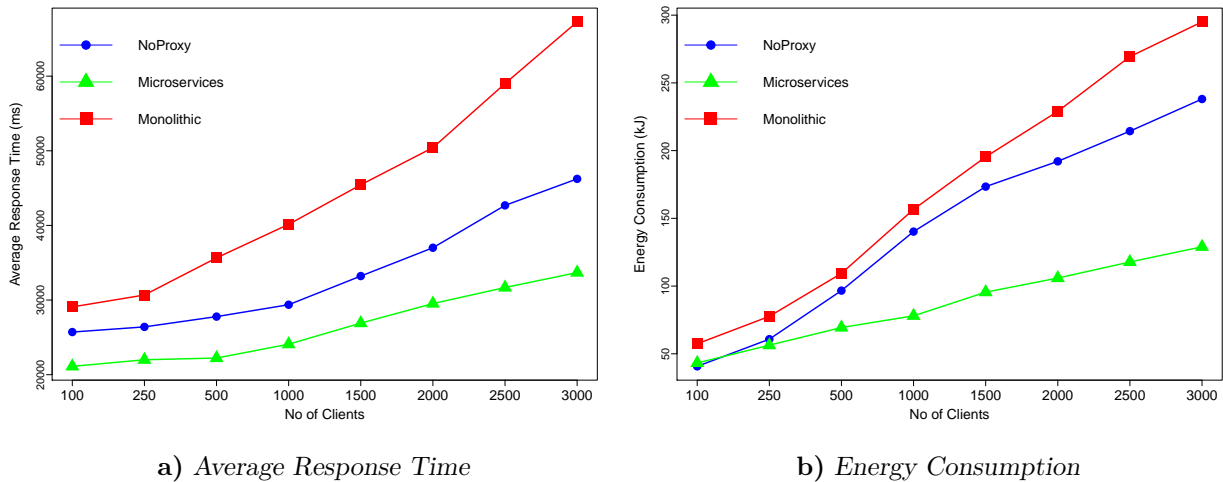 Average Response Time (ms)
20000 30000 40000 50000 60000
NoProxy
Microservices
Monolithic
100 250 500 1000 1500 2000 2500 3000
No of Clients
a) Average Response Time
Energy Consumption (kJ)
50 100 150 200 250 300
NoProxy
Microservices
Monolithic
100 250 500 1000 1500 2000 2500 3000
No of Clients
b) Energy Consumption